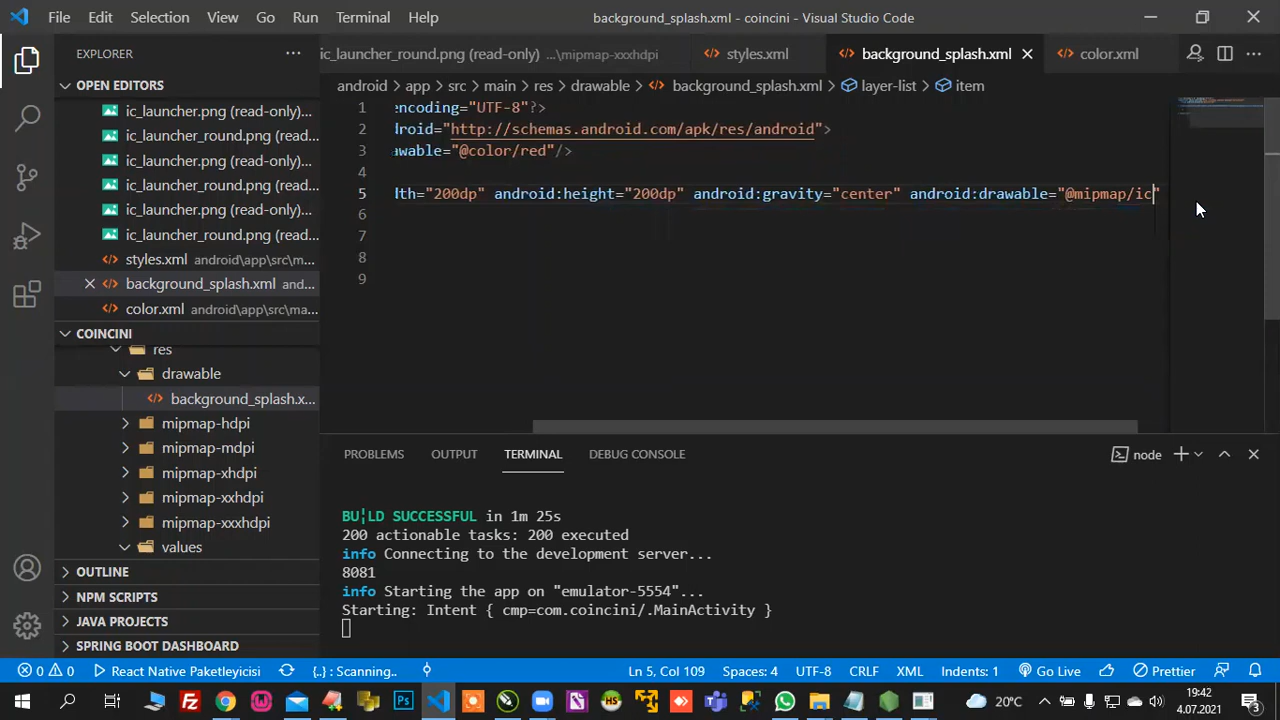 File Edit Selection View Go Run Terminal Help
background_splash.xml - coincini - Visual Studio Code
EXPLORER
ic_launcher_round.png (read-only) ...\mipmap-xxxhdpi
styles.xml
background_splash.xml
color.xml
OPEN EDITORS
ic_launcher.png (read-only)...
ic_launcher_round.png (read...
ic_launcher.png (read-only)...
ic_launcher_round.png (read...
ic_launcher.png (read-only)...
ic_launcher_round.png (read...
styles.xml android\app\src\m...
background_splash.xml and...
color.xml android\app\src\ma...
COINCINI
res
drawable
background_splash.x...
mipmap-hdpi
mipmap-mdpi
mipmap-xhdpi
mipmap-xxhdpi
mipmap-xxxhdpi
values
OUTLINE
NPM SCRIPTS
JAVA PROJECTS
SPRING BOOT DASHBOARD
android > app > src > main > res > drawable > background_splash.xml > layer-list > item
1 encoding="UTF-8"?>
2 droid="http://schemas.android.com/apk/res/android">
3 awable="@color/red"/>
4
5 dth="200dp" android:height="200dp" android:gravity="center" android:drawable="@mipmap/ic"
6
7
8
9
PROBLEMS OUTPUT TERMINAL DEBUG CONSOLE
node
BU¦LD SUCCESSFUL in 1m 25s
200 actionable tasks: 200 executed
info Connecting to the development server...
8081
info Starting the app on "emulator-5554"...
Starting: Intent { cmp=com.coincini/.MainActivity }
0 0 React Native Paketleyicisi {..} : Scanning.. Ln 5, Col 109 Spaces: 4 UTF-8 CRLF XML Indents: 1 Go Live Prettier
20°C
19:42
4.07.2021
3